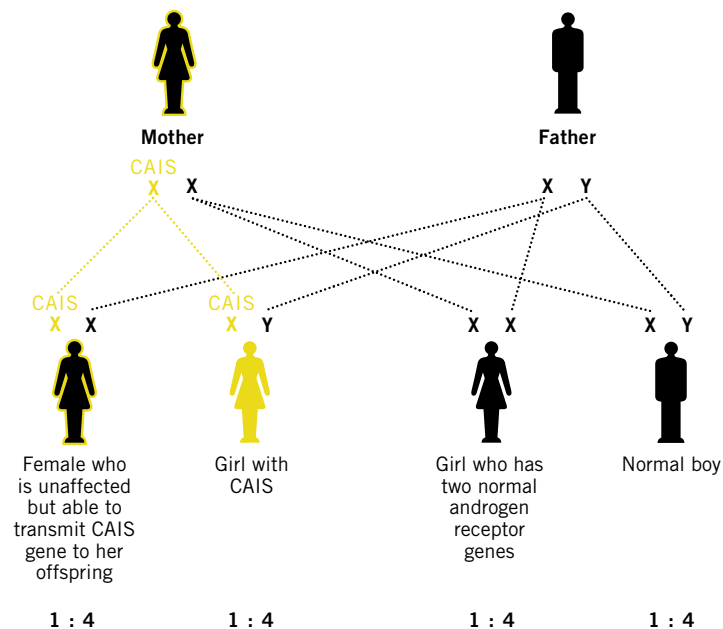 Mother
Father
CAIS
X X
X Y
CAIS
X X
CAIS
X Y
X X
X Y
Female who
is unaffected
but able to
transmit CAIS
gene to her
offspring
Girl with
CAIS
Girl who has
two normal
androgen
receptor
genes
Normal boy
1 : 4
1 : 4
1 : 4
1 : 4